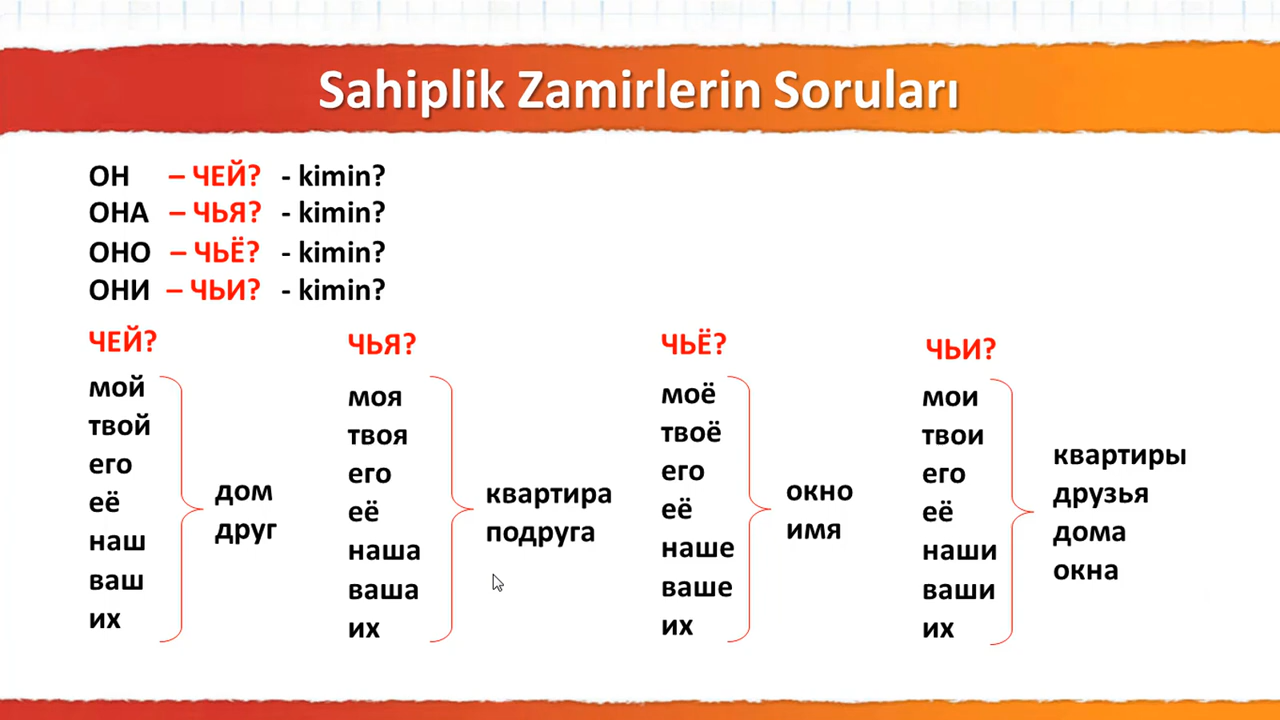 Sahiplik Zamirlerin Soruları
ОН – ЧЕЙ? - kimin?
ОНА – ЧЬЯ? - kimin?
ОНО – ЧЬЁ? - kimin?
ОНИ – ЧЬИ? - kimin?
ЧЕЙ?
мой
твой
его
её
наш
ваш
их
дом
друг
ЧЬЯ?
моя
твоя
его
её
наша
ваша
их
квартира
подруга
ЧЬЁ?
моё
твоё
его
её
наше
ваше
их
окно
имя
ЧЬИ?
мои
твои
его
её
наши
ваши
их
квартиры
друзья
дома
окна